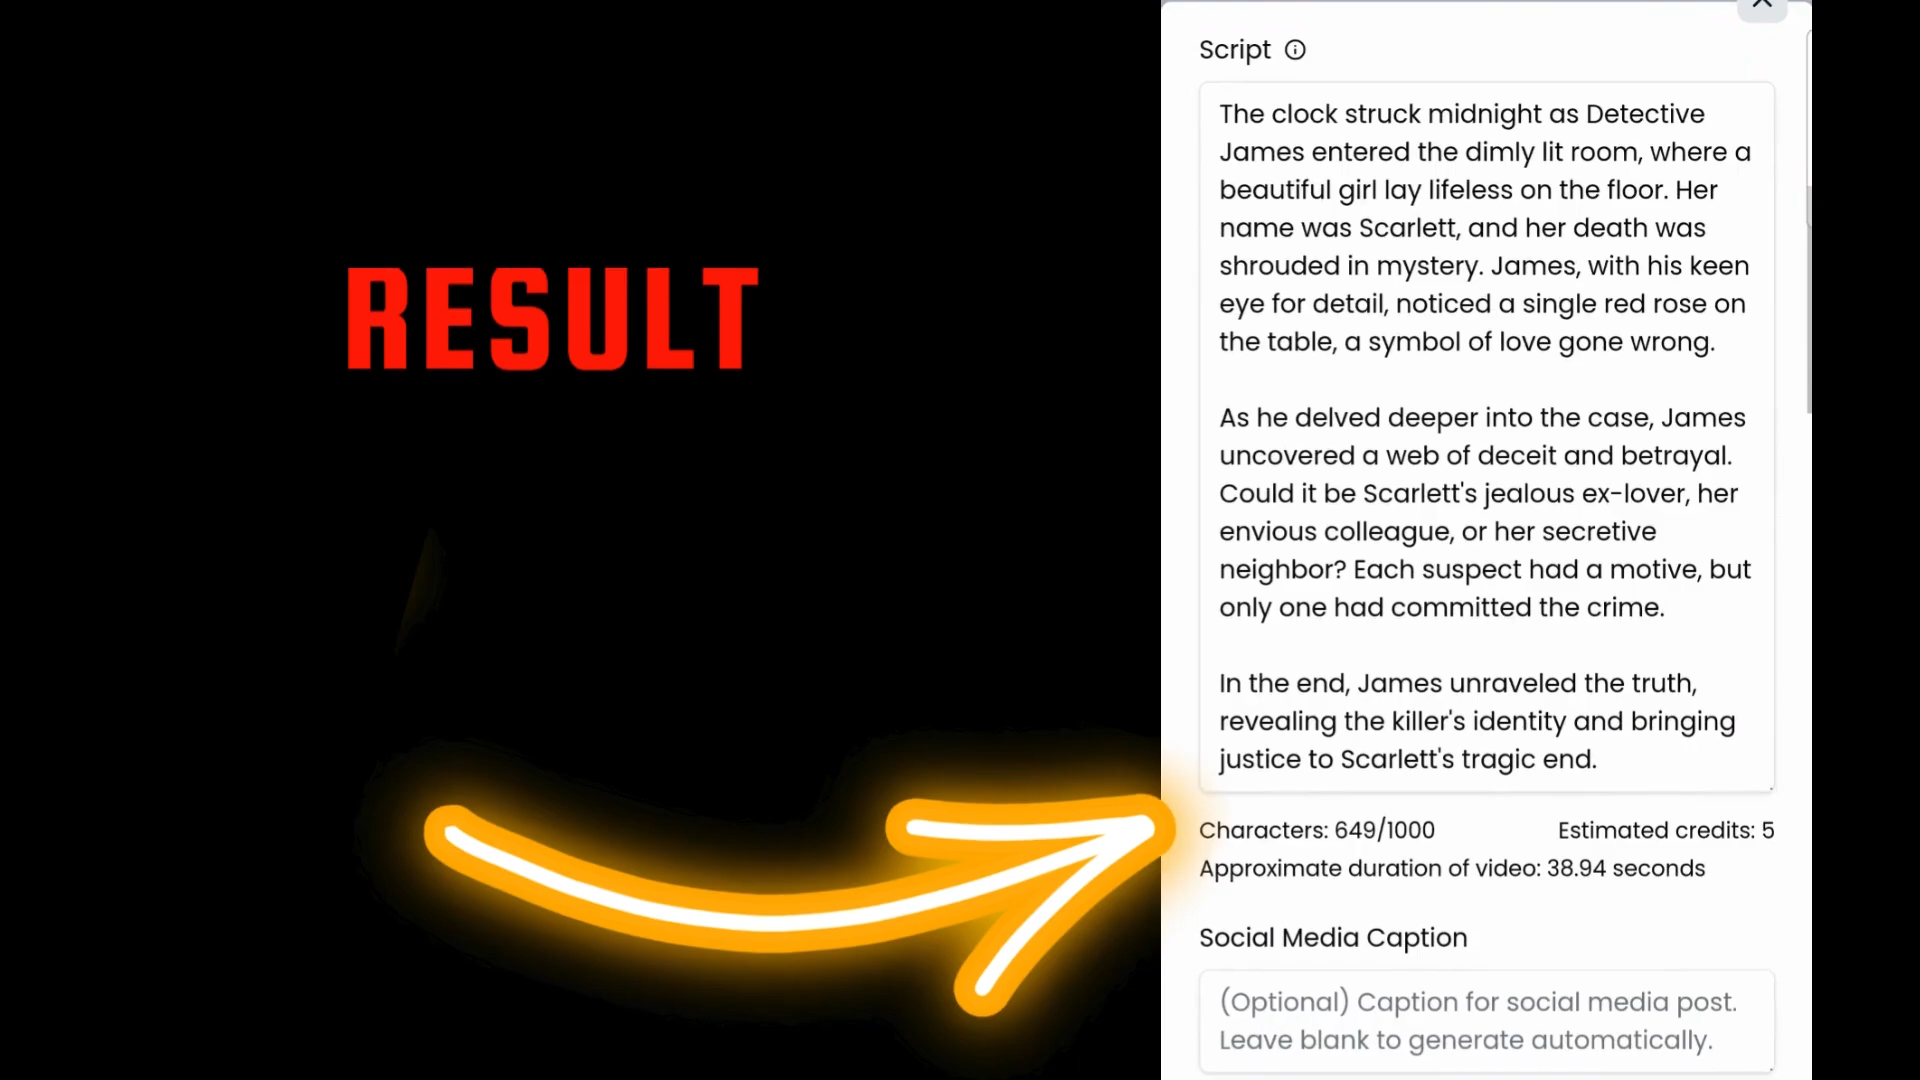 RESULT
Script
The clock struck midnight as Detective
James entered the dimly lit room, where a
beautiful girl lay lifeless on the floor. Her
name was Scarlett, and her death was
shrouded in mystery. James, with his keen
eye for detail, noticed a single red rose on
the table, a symbol of love gone wrong.
As he delved deeper into the case, James
uncovered a web of deceit and betrayal.
Could it be Scarlett's jealous ex-lover, her
envious colleague, or her secretive
neighbor? Each suspect had a motive, but
only one had committed the crime.
In the end, James unraveled the truth,
revealing the killer's identity and bringing
justice to Scarlett's tragic end.
Characters: 649/1000 Estimated credits: 5
Approximate duration of video: 38.94 seconds
Social Media Caption
(Optional) Caption for social media post.
Leave blank to generate automatically.